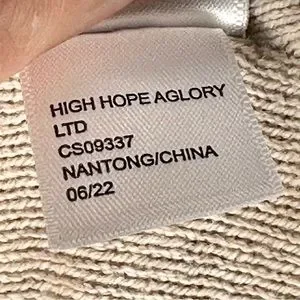 HIGH HOPE AGLORY
LTD
CS09337
NANTONG/CHINA
06/22